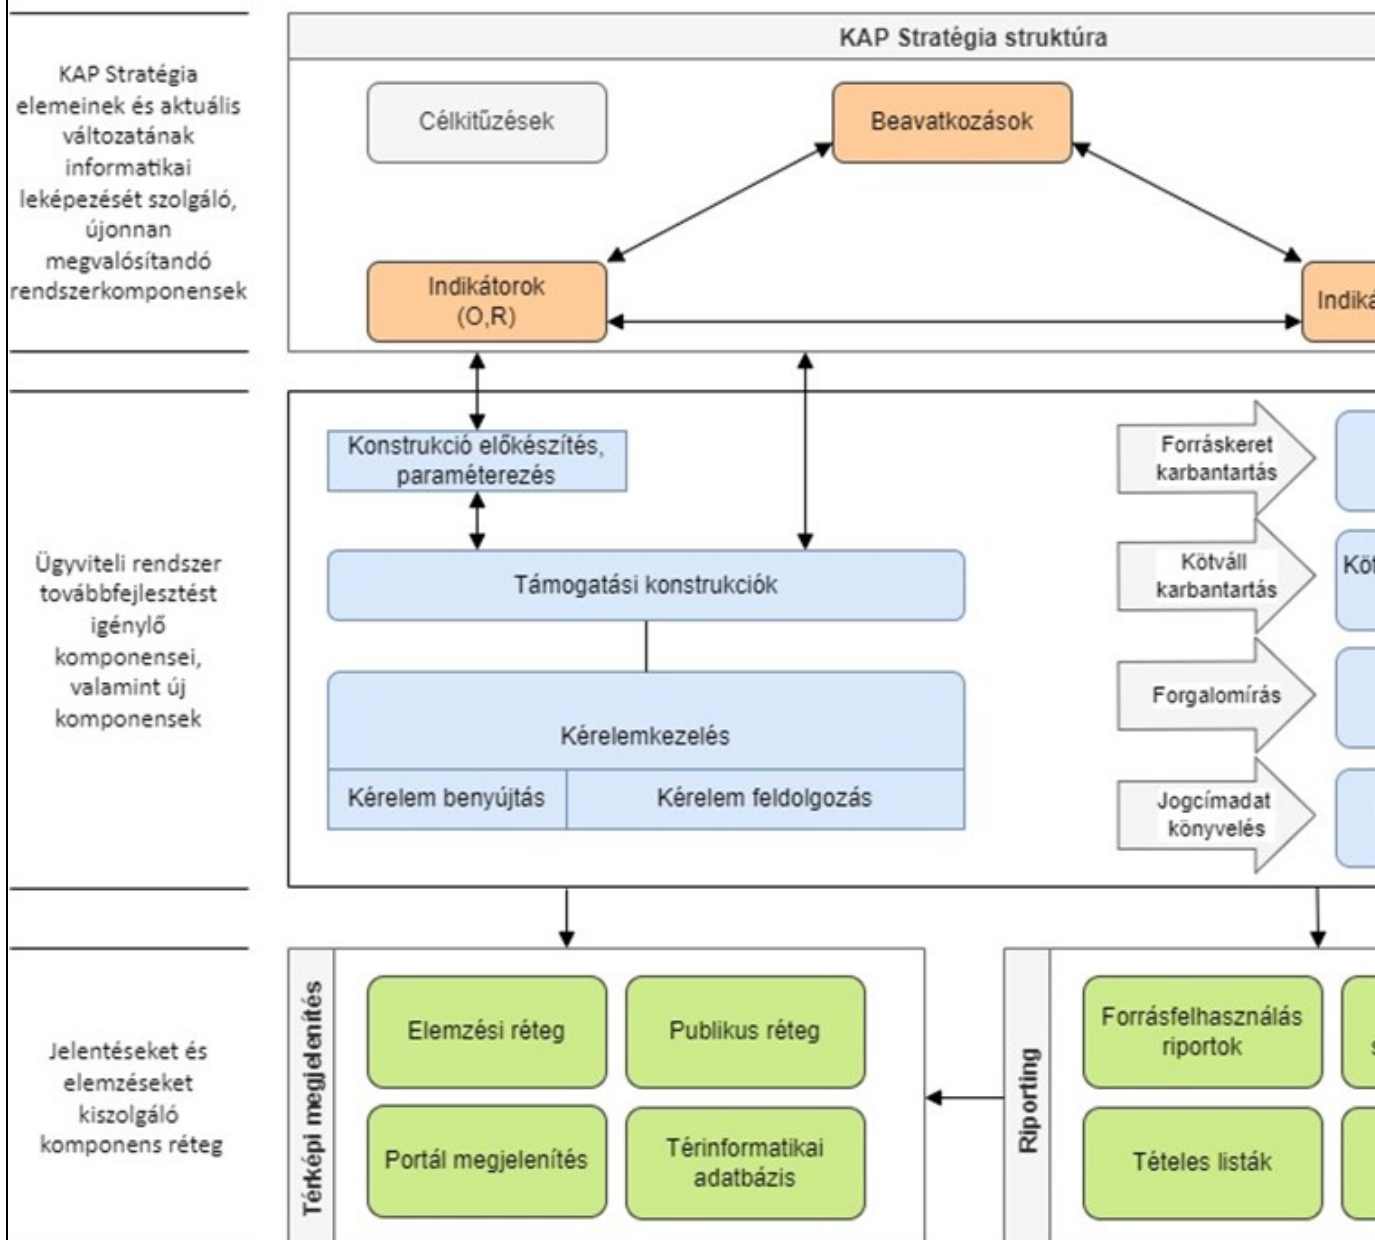 KAP Stratégia
elemeinek és aktuális
változatának
informatikai
leképezését szolgáló,
újonnan
megvalósítandó
rendszerkomponensek
KAP Stratégia struktúra
Célkitűzések
Beavatkozások
Indikátorok
(O,R)
Ügyviteli rendszer
továbbfejlesztést
igénylő
komponensei,
valamint új
komponensek
Konstrukció előkészítés,
paraméterezés
Támogatási konstrukciók
Kérelemkezelés
Kérelem benyújtás
Kérelem feldolgozás
Forráskeret
karbantartás
Kötváll
karbantartás
Forgalomírás
Jogcímadat
könyvelés
Jelentéseket és
elemzéseket
kiszolgáló
komponens réteg
Térképi megjelenítés
Elemzési réteg
Publikus réteg
Portál megjelenítés
Térinformatikai
adatbázis
Riporting
Forrásfelhasználás
riportok
Tételes listák